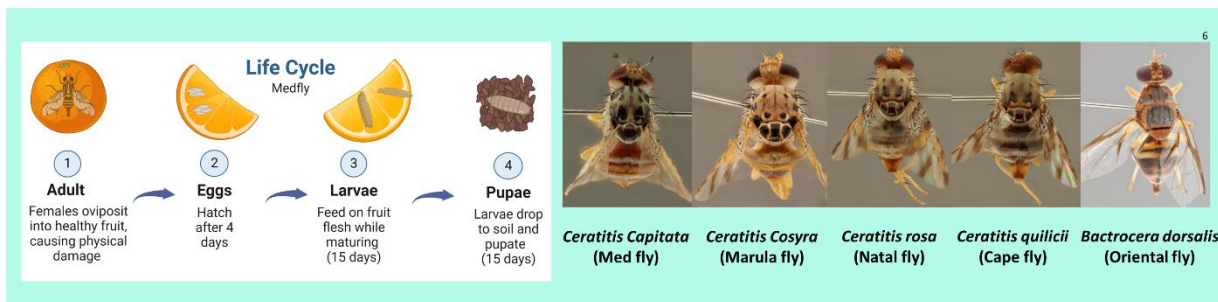 6
Life Cycle
Medfly
1
Adult
Females oviposit
into healthy fruit,
causing physical
damage
2
Eggs
Hatch
after 4
days
3
Larvae
Feed on fruit
flesh while
maturing
(15 days)
4
Pupae
Larvae drop
to soil and
pupate
(15 days)
Ceratitis Capitata
(Med fly)
Ceratitis Cosyra
(Marula fly)
Ceratitis rosa
(Natal fly)
Ceratitis quilicii
(Cape fly)
Bactrocera dorsalis
(Oriental fly)